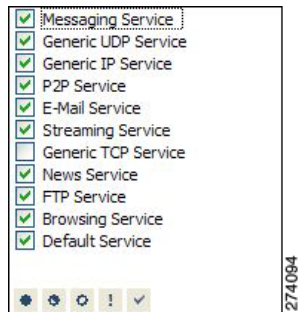 Messaging Service
Generic UDP Service
Generic IP Service
P2P Service
E-Mail Service
Streaming Service
Generic TCP Service
News Service
FTP Service
Browsing Service
Default Service
!
274094